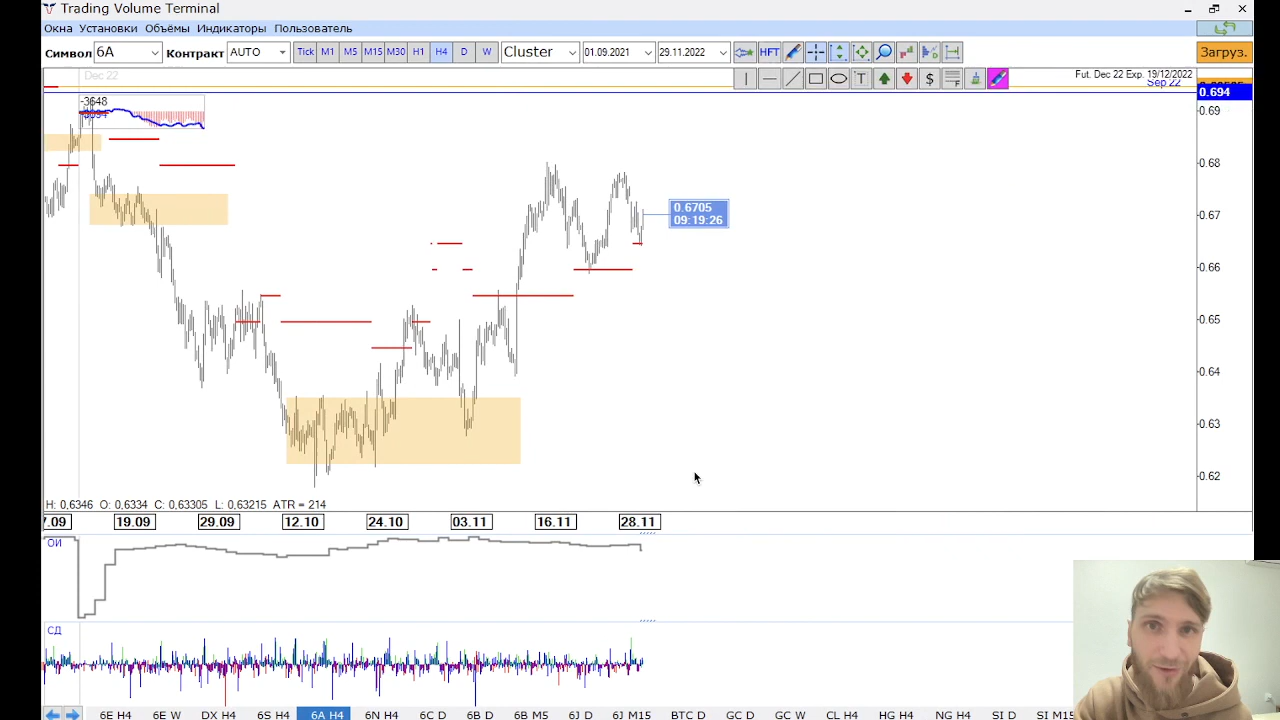 Trading Volume Terminal
Окна Установки Объёмы Индикаторы Пользователь
Символ 6A Контракт AUTO Tick M1 M5 M15 M30 H1 H4 D W Cluster 01.09.2021 29.11.2022 HFT Загруз.
T $
Dec 22
Fut. Dec 22 Exp. 19/12/2022
Sep 22
0.694
-3648
0.69
0.68
0.6705
09:19:26
0.67
0.66
0.65
0.64
0.63
0.62
H: 0.6346 O: 0.6334 C: 0.63305 L: 0.63215 ATR = 214
7.09 19.09 29.09 12.10 24.10 03.11 16.11 28.11
ОИ
СД
6E H4 6E W DX H4 6S H4 6A H4 6N H4 6C D 6B D 6B M5 6J D 6J M15 BTC D GC D GC W CL H4 HG H4 NG H4 SI D SI M15